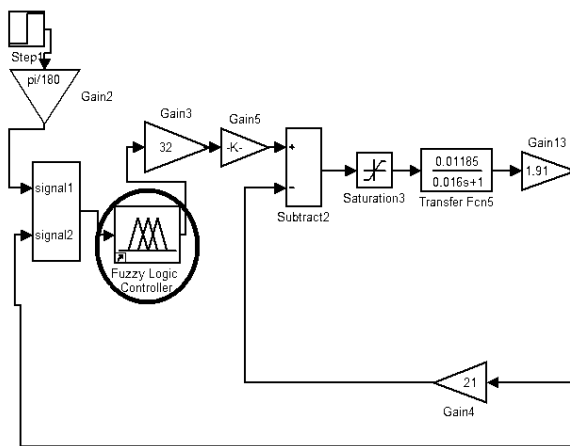 Step1
pi/180
Gain2
signal1
signal2
Fuzzy Logic
Controller
Gain3
32
Gain5
-K-
+
−
Subtract2
Saturation3
0.01185
0.016s+1
Transfer Fcn5
Gain13
1.91
21
Gain4